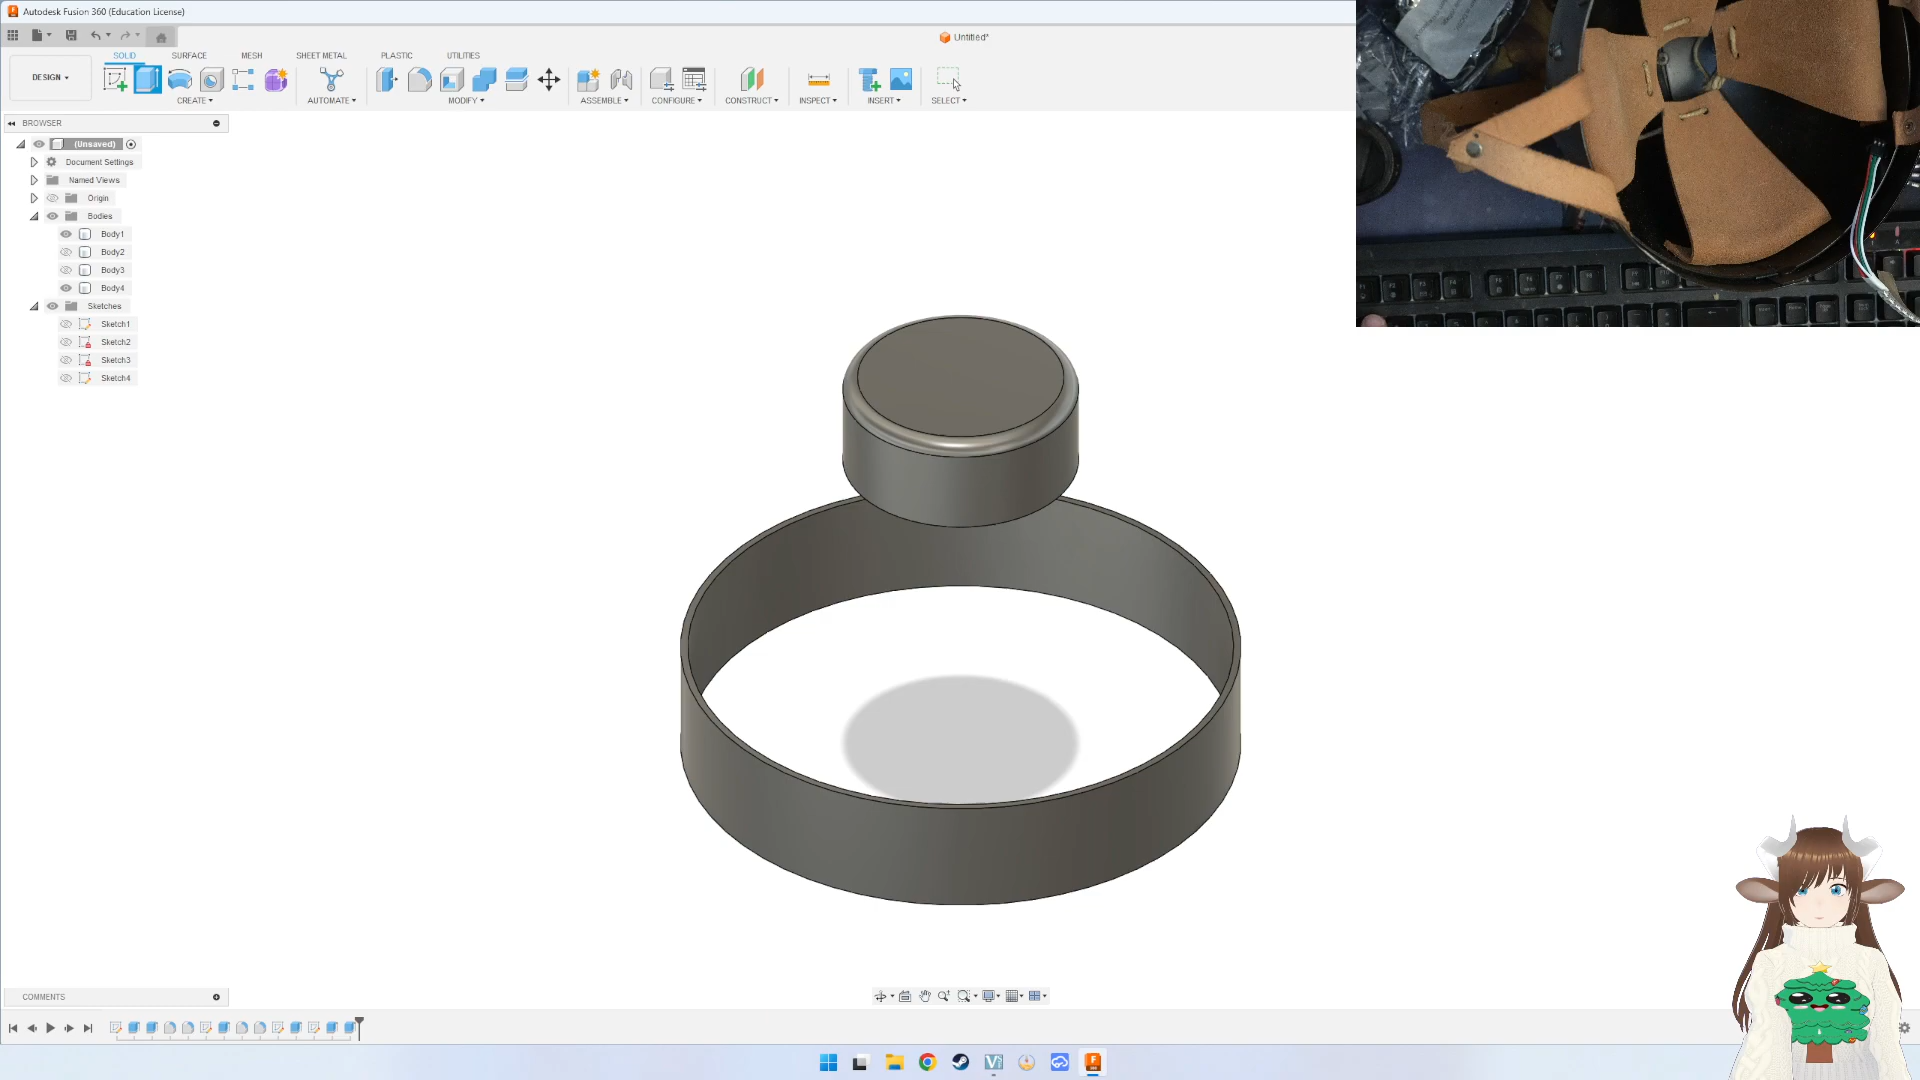 Autodesk Fusion 360 (Education License)
Untitled*
DESIGN
SOLID
SURFACE
MESH
SHEET METAL
PLASTIC
UTILITIES
CREATE
AUTOMATE
MODIFY
ASSEMBLE
CONFIGURE
CONSTRUCT
INSPECT
INSERT
SELECT
BROWSER
(Unsaved)
Document Settings
Named Views
Origin
Bodies
Body1
Body2
Body3
Body4
Sketches
Sketch1
Sketch2
Sketch3
Sketch4
COMMENTS